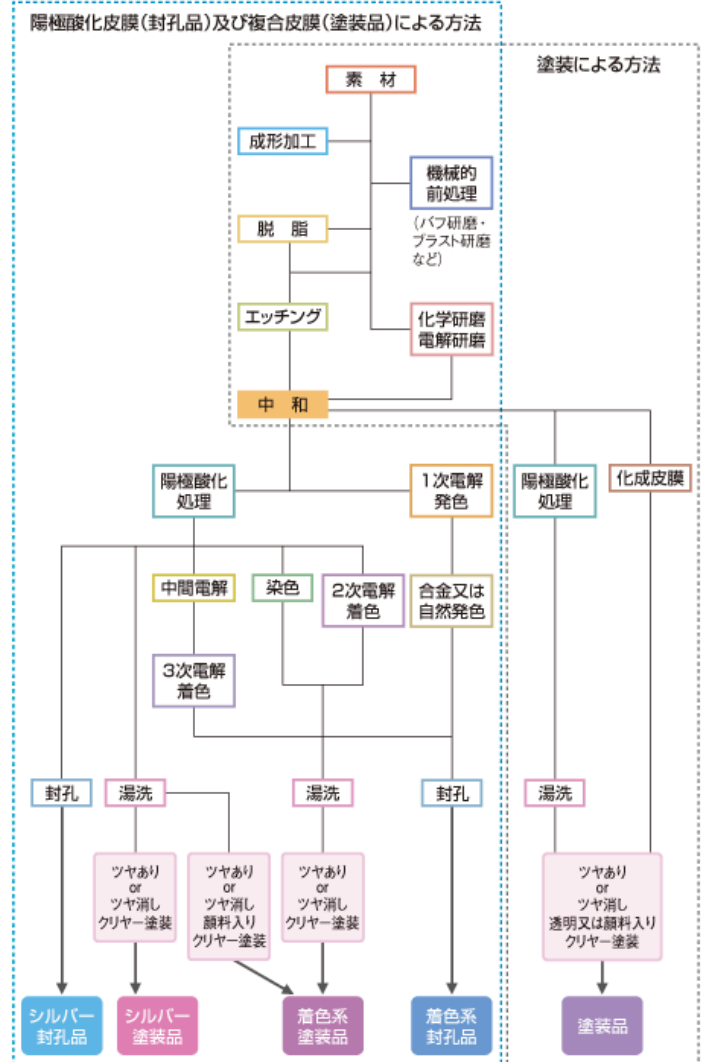 陽極酸化皮膜(封孔品)及び複合皮膜(塗装品)による方法
塗装による方法
素 材
成形加工
機械的
前処理
(バフ研磨・
ブラスト研磨
など)
脱 脂
エッチング
化学研磨
電解研磨
中 和
陽極酸化
処理
1次電解
発色
陽極酸化
処理
化成皮膜
中間電解
染色
2次電解
着色
合金又は
自然発色
3次電解
着色
封孔
湯洗
湯洗
封孔
湯洗
ツヤあり
or
ツヤ消し
クリヤー塗装
ツヤあり
or
ツヤ消し
顔料入り
クリヤー塗装
ツヤあり
or
ツヤ消し
クリヤー塗装
ツヤあり
or
ツヤ消し
透明又は顔料入り
クリヤー塗装
シルバー
封孔品
シルバー
塗装品
着色系
塗装品
着色系
封孔品
塗装品